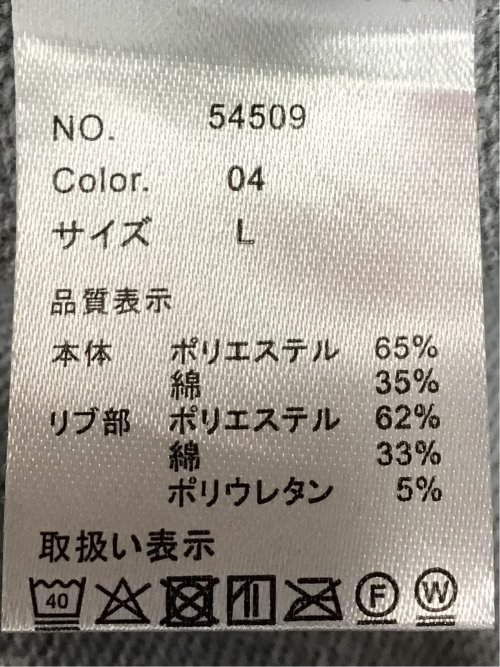 NO. 54509
Color. 04
サイズ L
品質表示
本体 ポリエステル 65%
綿 35%
リブ部 ポリエステル 62%
綿 33%
ポリウレタン 5%
取扱い表示
40 F W